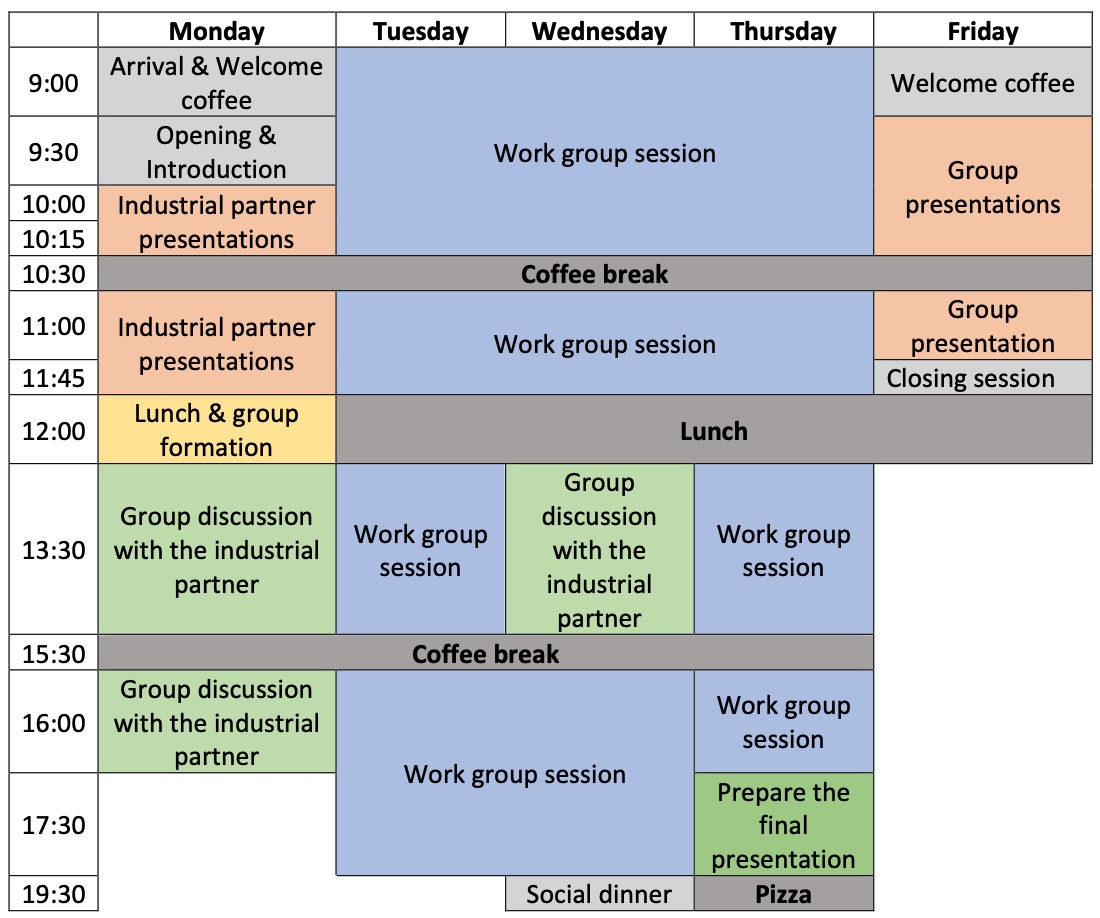 Monday Tuesday Wednesday Thursday Friday
9:00
Arrival & Welcome
coffee
Work group session
Welcome coffee
9:30
Opening &
Introduction
Group
presentations
10:00
10:15
Industrial partner
presentations
10:30
Coffee break
11:00
Industrial partner
presentations
Work group session
Group
presentation
11:45
Closing session
12:00
Lunch & group
formation
Lunch
13:30
Group discussion
with the industrial
partner
Work group
session
Group
discussion
with the
industrial
partner
Work group
session
15:30
Coffee break
16:00
Group discussion
with the industrial
partner
Work group session
Work group
session
17:30
Prepare the
final
presentation
19:30
Social dinner
Pizza